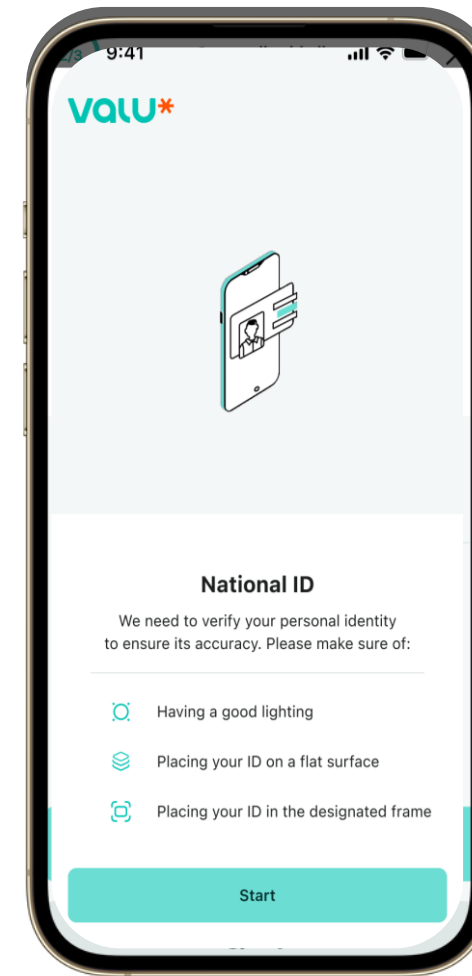 9:41
valu*
National ID
We need to verify your personal identity
to ensure its accuracy. Please make sure of:
Having a good lighting
Placing your ID on a flat surface
Placing your ID in the designated frame
Start